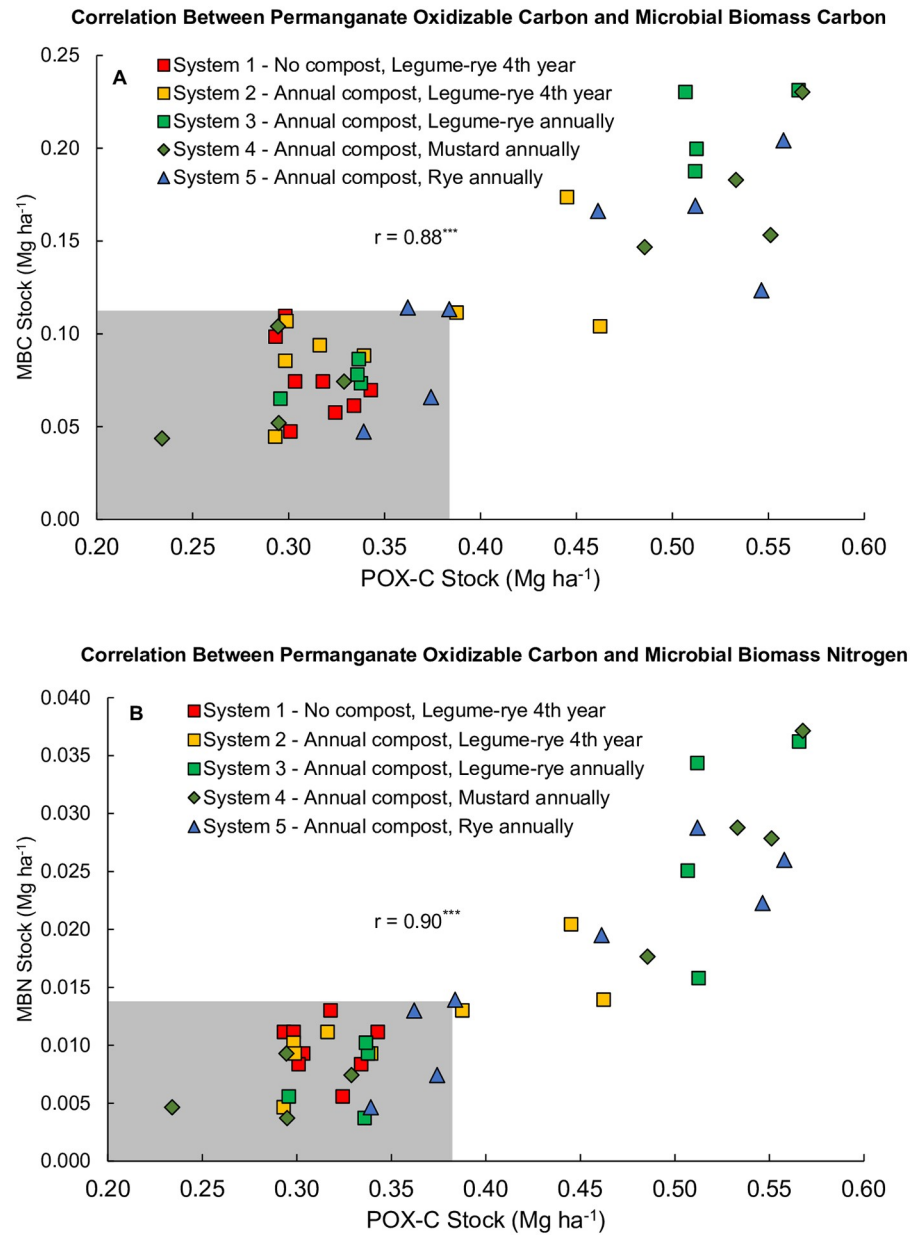 Correlation Between Permanganate Oxidizable Carbon and Microbial Biomass Carbon
A
System 1 - No compost, Legume-rye 4th year
System 2 - Annual compost, Legume-rye 4th year
System 3 - Annual compost, Legume-rye annually
System 4 - Annual compost, Mustard annually
System 5 - Annual compost, Rye annually
r = 0.88***
MBC Stock (Mg ha-1)
0.25
0.20
0.15
0.10
0.05
0.00
0.20 0.25 0.30 0.35 0.40 0.45 0.50 0.55 0.60
POX-C Stock (Mg ha-1)
Correlation Between Permanganate Oxidizable Carbon and Microbial Biomass Nitrogen
B
System 1 - No compost, Legume-rye 4th year
System 2 - Annual compost, Legume-rye 4th year
System 3 - Annual compost, Legume-rye annually
System 4 - Annual compost, Mustard annually
System 5 - Annual compost, Rye annually
r = 0.90***
MBN Stock (Mg ha-1)
0.040
0.035
0.030
0.025
0.020
0.015
0.010
0.005
0.000
0.20 0.25 0.30 0.35 0.40 0.45 0.50 0.55 0.60
POX-C Stock (Mg ha-1)